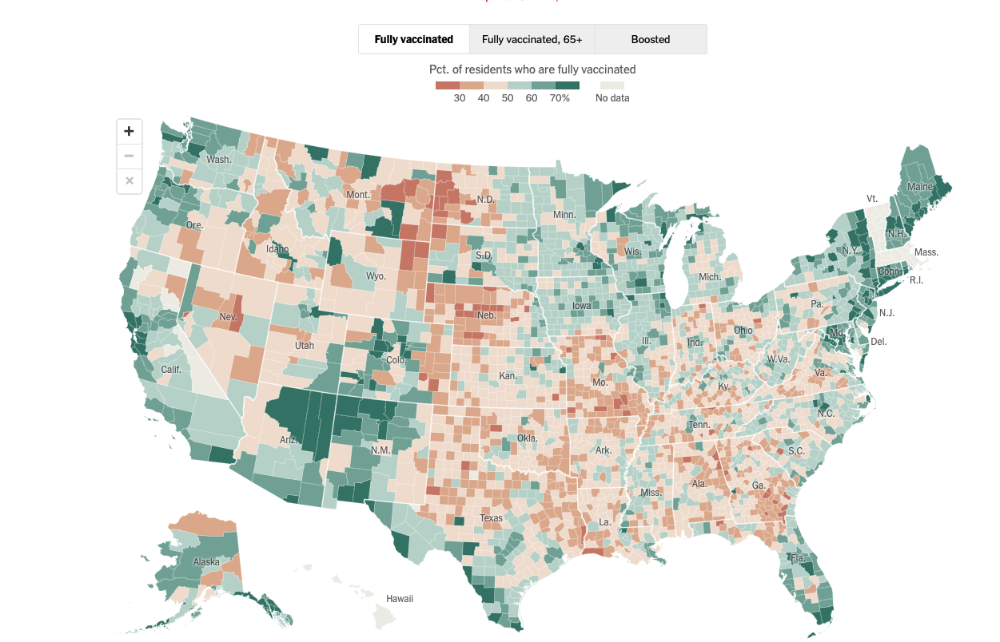 Fully vaccinated
Fully vaccinated, 65+
Boosted
Pct. of residents who are fully vaccinated
30 40 50 60 70% No data
+
−
×
Wash.
Mont.
N.D.
Minn.
Vt.
Maine
Ore.
Idaho
Wyo.
S.D.
Wis.
Mich.
N.Y.
N.H.
Mass.
Conn.
R.I.
Nev.
Utah
Colo.
Neb.
Iowa
Ill.
Ind.
Ohio
Pa.
N.J.
Md.
Del.
Calif.
Kan.
Mo.
Ky.
W.Va.
Va.
Ariz.
N.M.
Okla.
Ark.
Tenn.
N.C.
S.C.
Texas
La.
Miss.
Ala.
Ga.
Fla.
Alaska
Hawaii